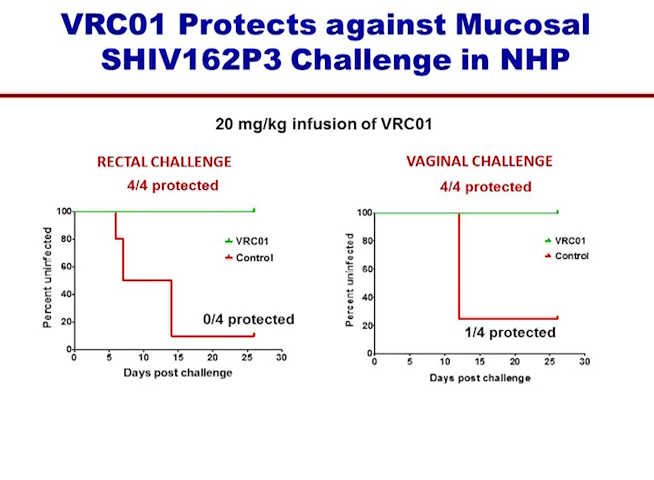 VRC01 Protects against Mucosal
SHIV162P3 Challenge in NHP
20 mg/kg infusion of VRC01
RECTAL CHALLENGE
4/4 protected
Percent uninfected
100
80
60
40
20
0
VRC01
Control
0/4 protected
0 5 10 15 20 25 30
Days post challenge
VAGINAL CHALLENGE
4/4 protected
Percent uninfected
100
80
60
40
20
0
VRC01
Control
1/4 protected
0 5 10 15 20 25 30
Days post challenge